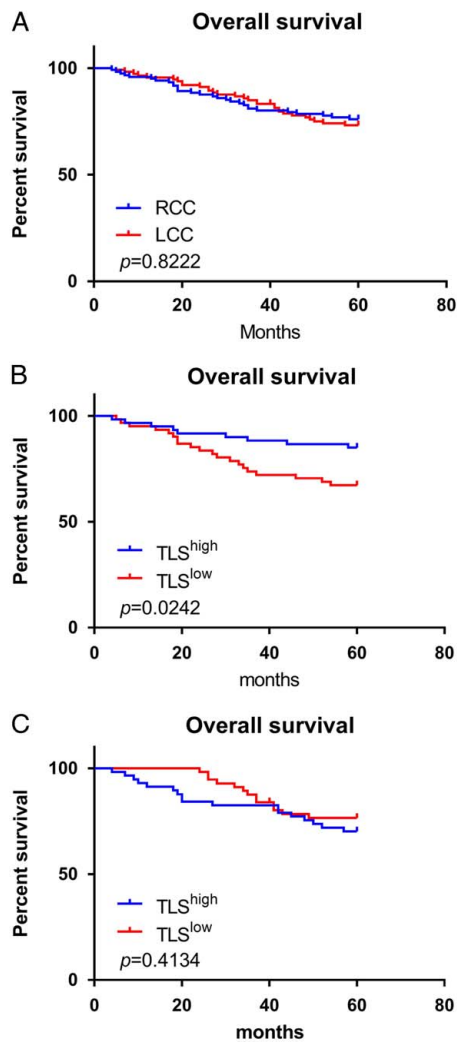 A
Overall survival
Percent survival
100
50
0
RCC
LCC
p=0.8222
0 20 40 60 80
Months
B
Overall survival
Percent survival
100
50
0
TLShigh
TLSlow
p=0.0242
0 20 40 60 80
months
C
Overall survival
Percent survival
100
50
0
TLShigh
TLSlow
p=0.4134
0 20 40 60 80
months